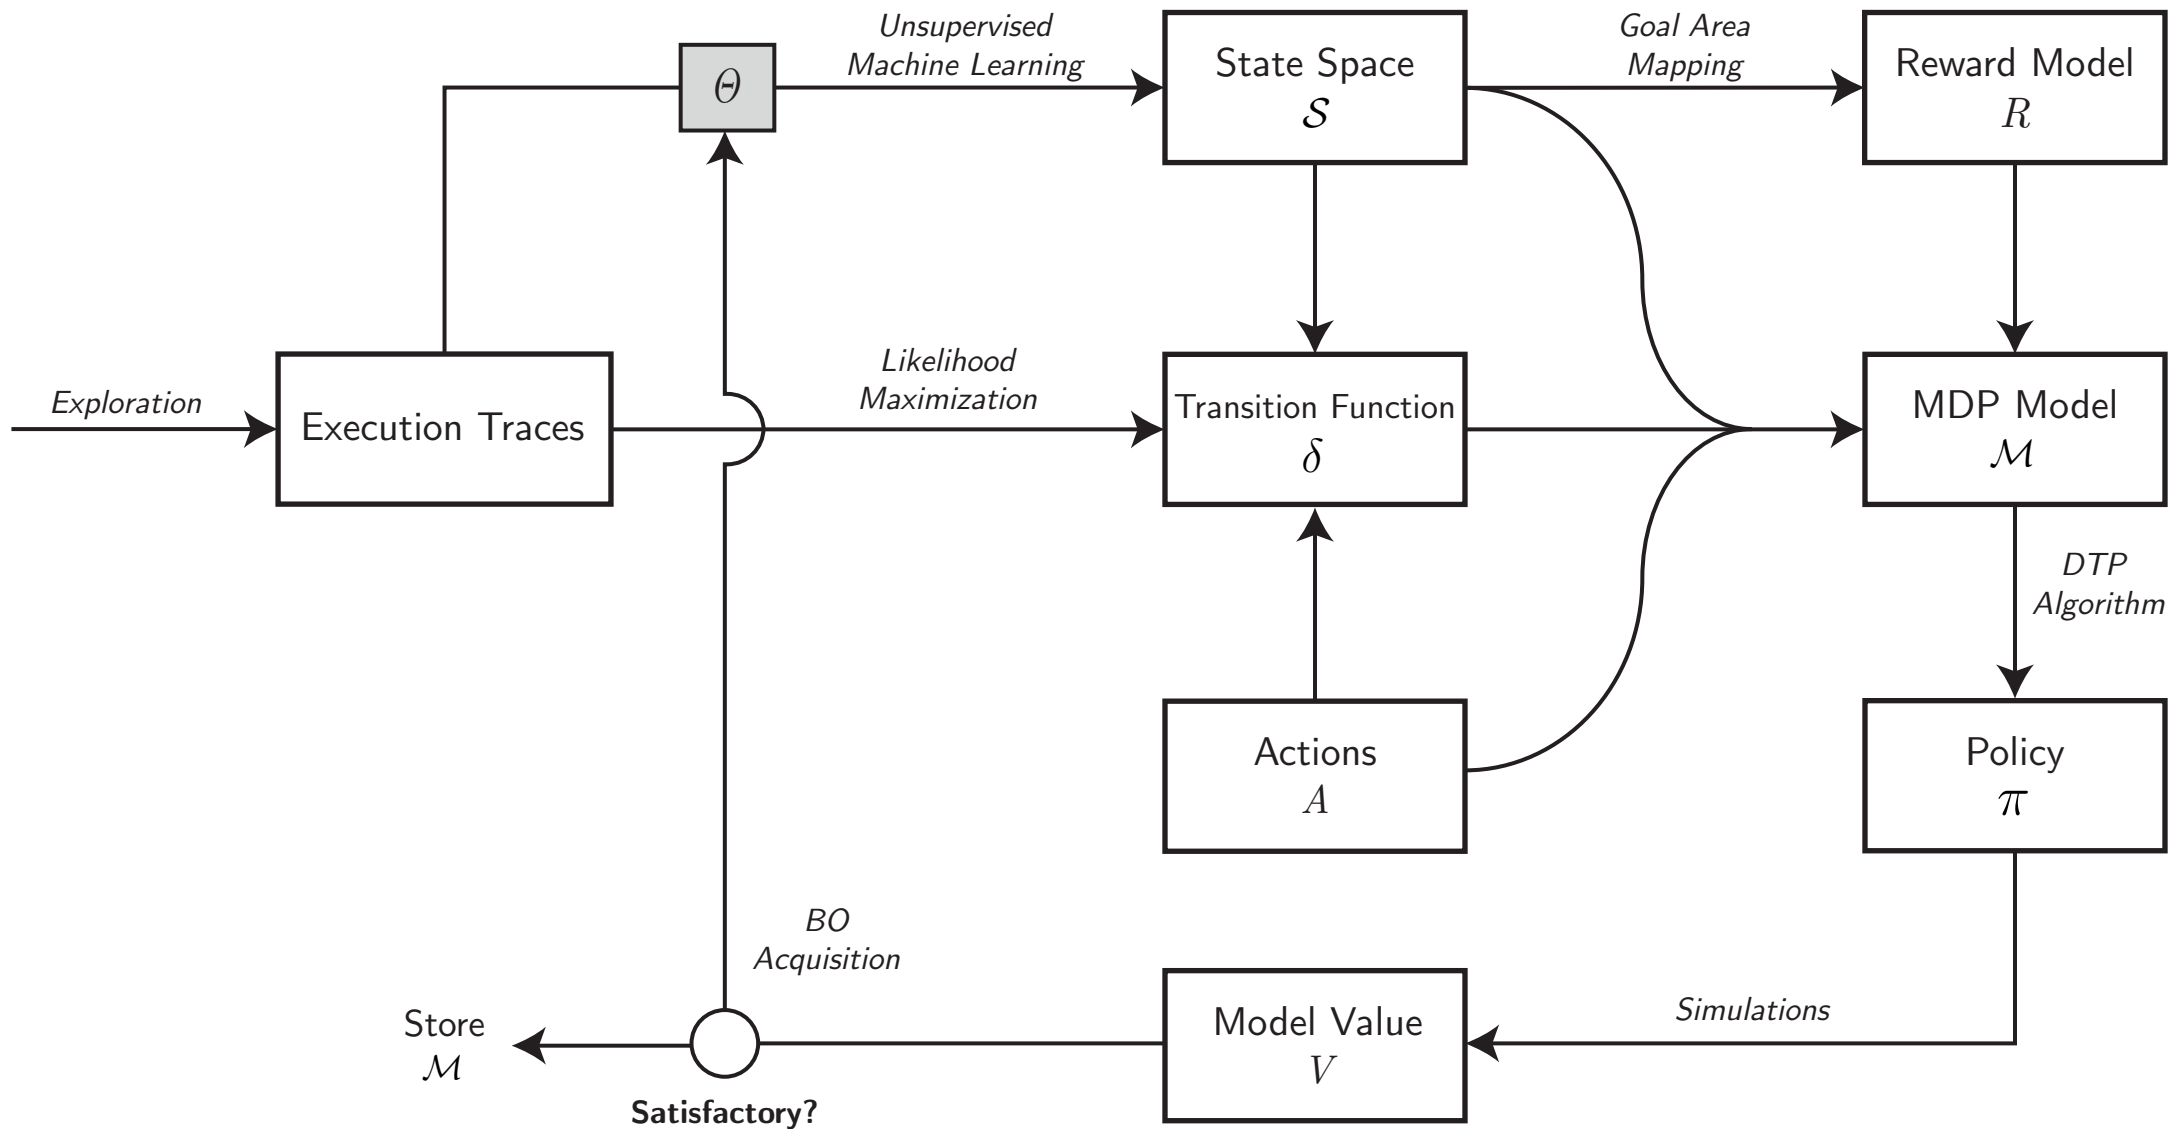 Unsupervised
Machine Learning
Θ
State Space
𝒮
Goal Area
Mapping
Reward Model
R
Exploration
Execution Traces
Likelihood
Maximization
Transition Function
δ
MDP Model
ℳ
DTP
Algorithm
Actions
A
Policy
π
BO
Acquisition
Store
ℳ
Satisfactory?
Model Value
V
Simulations